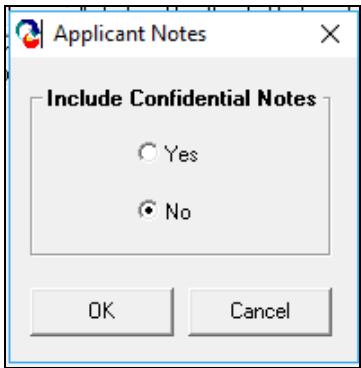 Applicant Notes
Include Confidential Notes
Yes
No
OK
Cancel